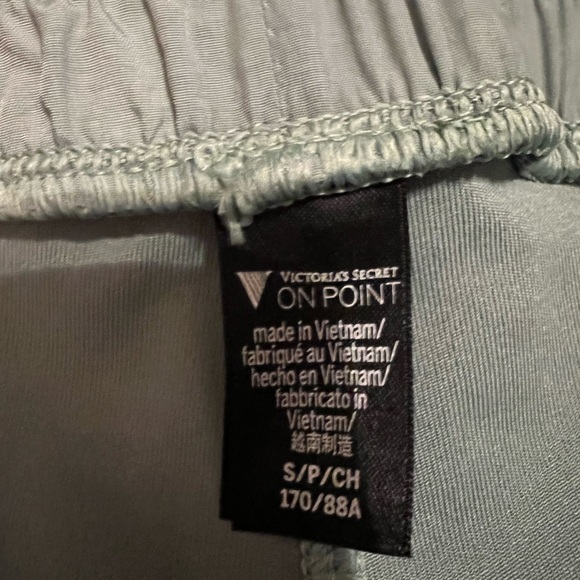 VICTORIA'S SECRET
ON POINT
made in Vietnam/
fabriqué au Vietnam/
hecho en Vietnam/
fabbricato in
Vietnam/
越南制造
S/P/CH
170/88A